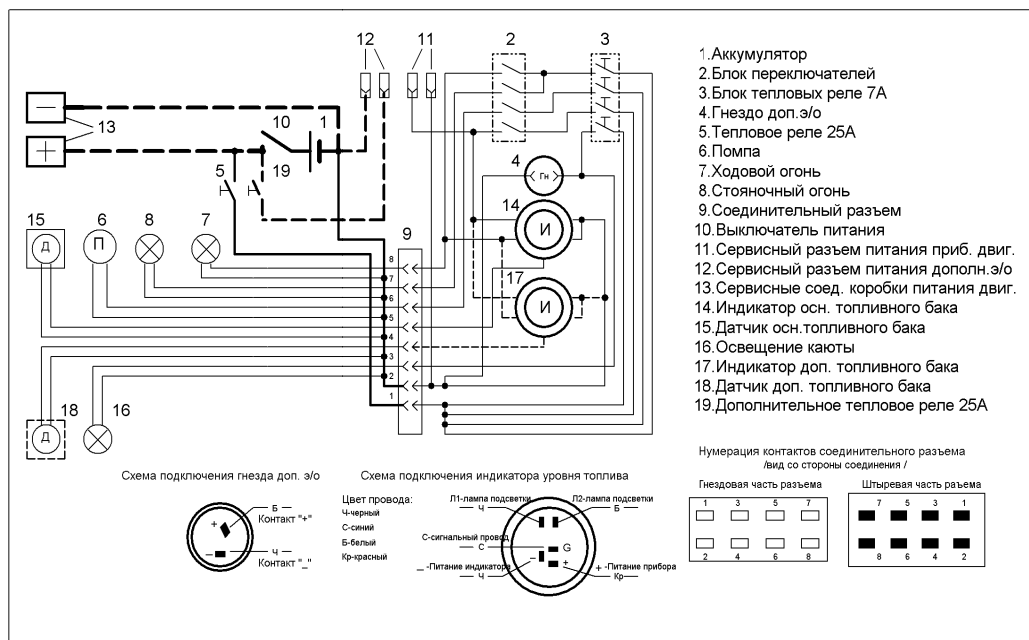 12 11 2 3
13 10 1
5 19
4 Гн
14 И
15 6 8 7 9
Д П
17 И
8
7
6
5
4
3
2
1
18 16
Д
1.Аккумулятор
2.Блок переключателей
3.Блок тепловых реле 7А
4.Гнездо доп.э/о
5.Тепловое реле 25А
6.Помпа
7.Ходовой огонь
8.Стояночный огонь
9.Соединительный разъем
10.Выключатель питания
11.Сервисный разъем питания приб. двиг.
12.Сервисный разъем питания дополн.э/о
13.Сервисные соед. коробки питания двиг.
14.Индикатор осн. топливного бака
15.Датчик осн.топливного бака
16.Освещение каюты
17.Индикатор доп. топливного бака
18.Датчик доп. топливного бака
19.Дополнительное тепловое реле 25А
Схема подключения гнезда доп. э/о
+ Б
Контакт "+"
– Ч
Контакт "_"
Схема подключения индикатора уровня топлива
Цвет провода:
Ч-черный
С-синий
Б-белый
Кр-красный
Л1-лампа подсветки
Ч
Л2-лампа подсветки
Б
С-сигнальный провод
С
G
_ -Питание индикатора
Ч
– +
+ -Питание прибора
Кр
Нумерация контактов соединительного разъема
/вид со стороны соединения /
Гнездовая часть разъема
1 3 5 7
2 4 6 8
Штыревая часть раъема
7 5 3 1
8 6 4 2